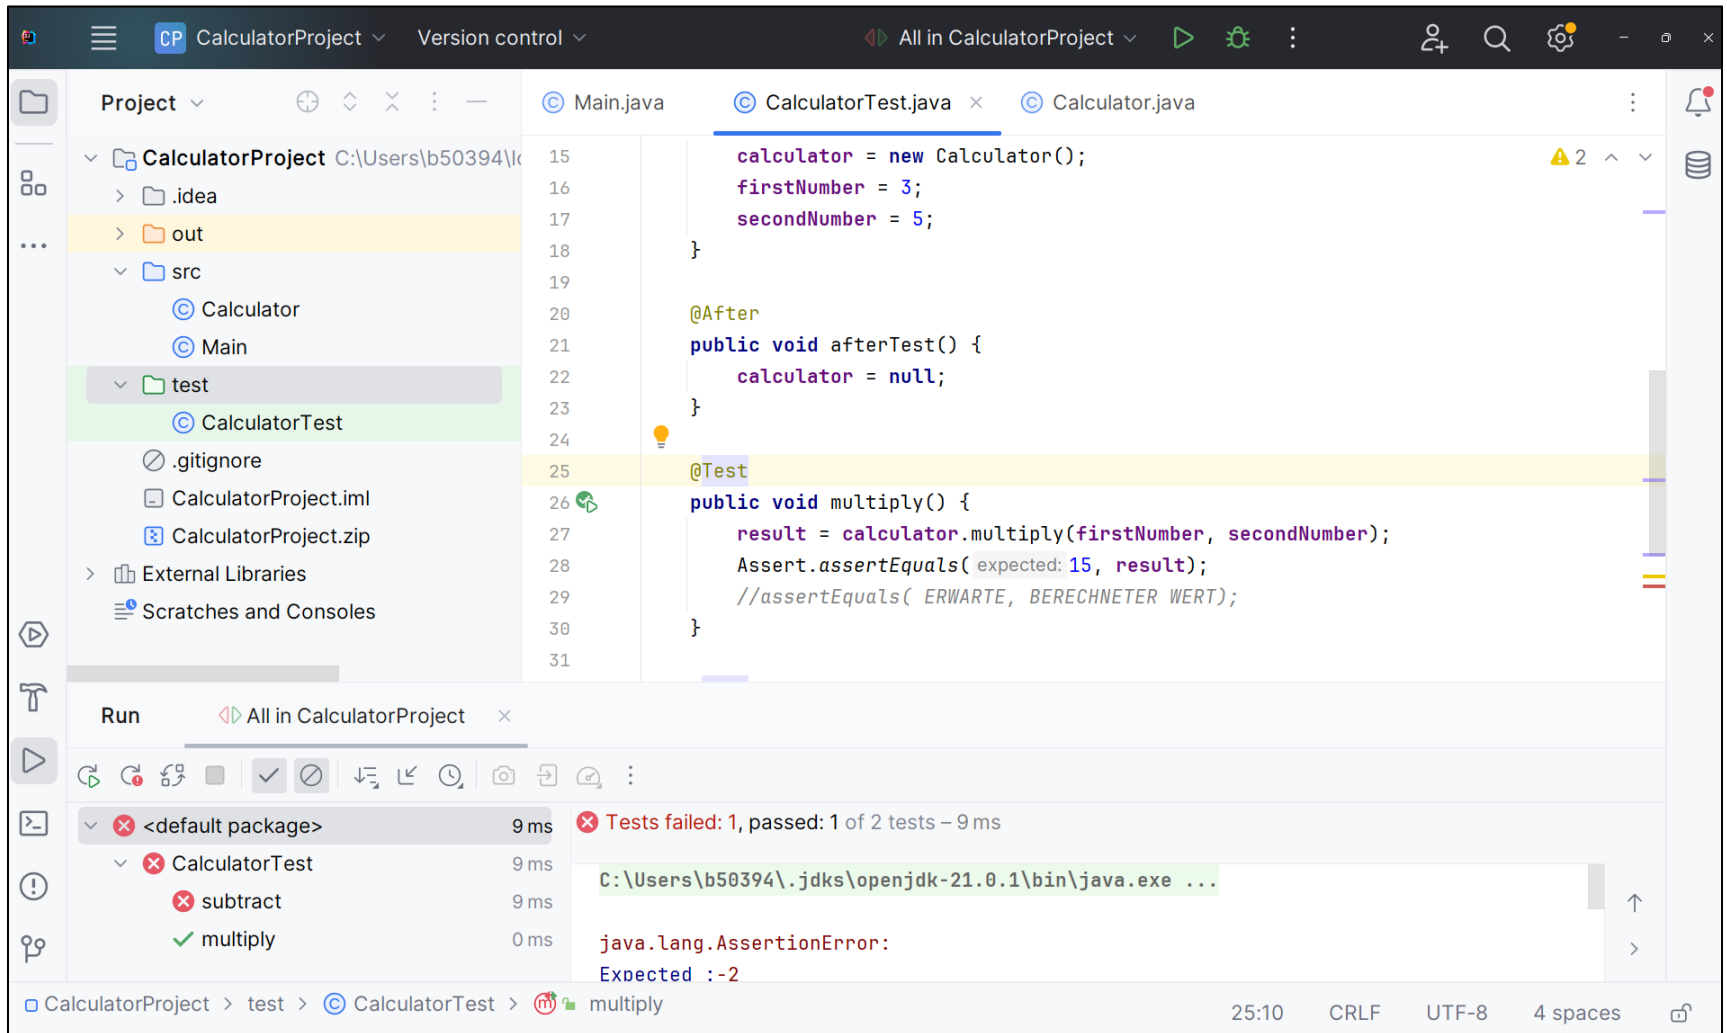 CP CalculatorProject Version control All in CalculatorProject
Project
CalculatorProject C:\Users\b50394\Id
.idea
out
src
Calculator
Main
test
CalculatorTest
.gitignore
CalculatorProject.iml
CalculatorProject.zip
External Libraries
Scratches and Consoles
Main.java CalculatorTest.java Calculator.java
2
15 calculator = new Calculator();
16 firstNumber = 3;
17 secondNumber = 5;
18 }
19
20 @After
21 public void afterTest() {
22 calculator = null;
23 }
24
25 @Test
26 public void multiply() {
27 result = calculator.multiply(firstNumber, secondNumber);
28 Assert.assertEquals( expected: 15, result);
29 //assertEquals( ERWARTE, BERECHNETER WERT);
30 }
31
Run All in CalculatorProject
<default package> 9 ms
CalculatorTest 9 ms
subtract 9 ms
multiply 0 ms
Tests failed: 1, passed: 1 of 2 tests – 9 ms
C:\Users\b50394\.jdks\openjdk-21.0.1\bin\java.exe ...
java.lang.AssertionError:
Expected :-2
CalculatorProject > test > CalculatorTest > multiply
25:10 CRLF UTF-8 4 spaces